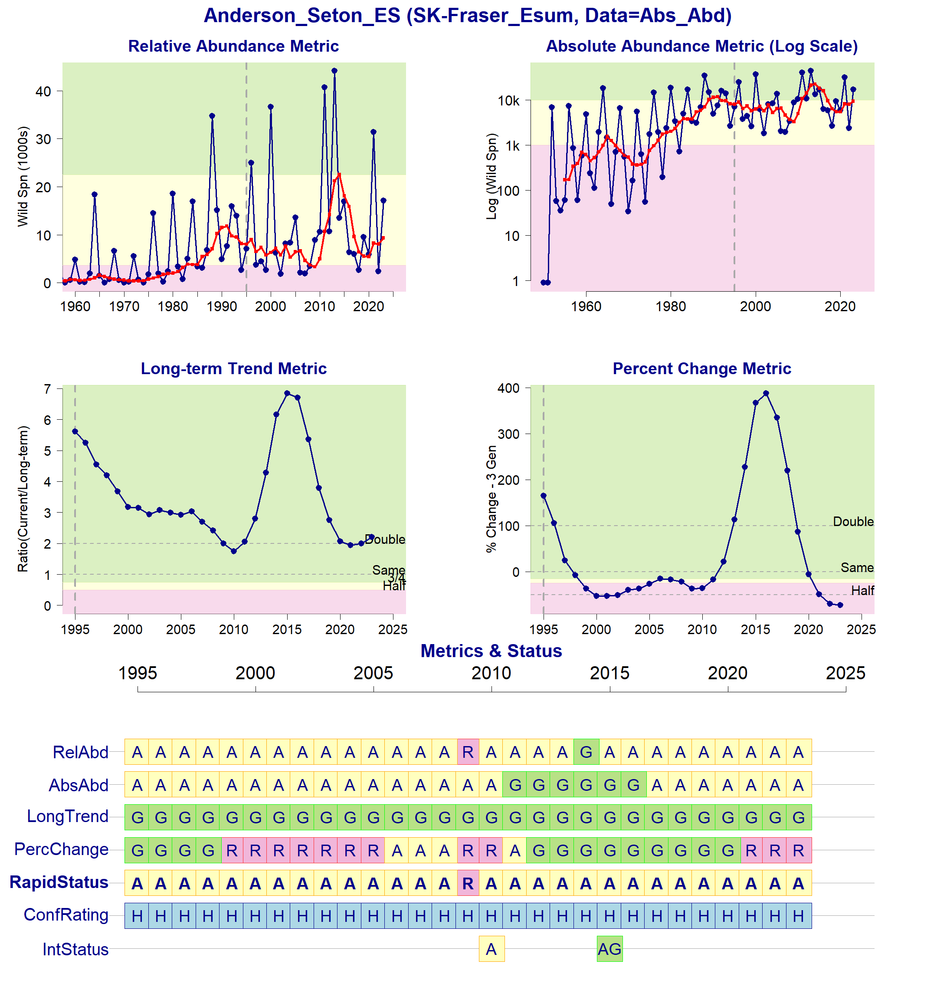 Anderson_Seton_ES (SK-Fraser_Esum, Data=Abs_Abd)
Relative Abundance Metric
Wild Spn (1000s)
40
30
20
10
0
1960 1970 1980 1990 2000 2010 2020
Absolute Abundance Metric (Log Scale)
Log (Wild Spn)
10k
1k
100
10
1
1960 1980 2000 2020
Long-term Trend Metric
Ratio(Current/Long-term)
7
6
5
4
3
2
1
0
Double
Same
3/4
Half
1995 2000 2005 2010 2015 2020 2025
Percent Change Metric
% Change - 3 Gen
400
300
200
100
0
Double
Same
Half
1995 2000 2005 2010 2015 2020 2025
Metrics & Status
1995 2000 2005 2010 2015 2020 2025
RelAbd A A A A A A A A A A A A A A R A A A A G A A A A A A A A A
AbsAbd A A A A A A A A A A A A A A A A G G G G G G A A A A A A A
LongTrend G G G G G G G G G G G G G G G G G G G G G G G G G G G G G
PercChange G G G G R R R R R R R A A A R R A G G G G G G G G G R R R
RapidStatus A A A A A A A A A A A A A A R A A A A A A A A A A A A A A
ConfRating H H H H H H H H H H H H H H H H H H H H H H H H H H H H H
IntStatus A AG